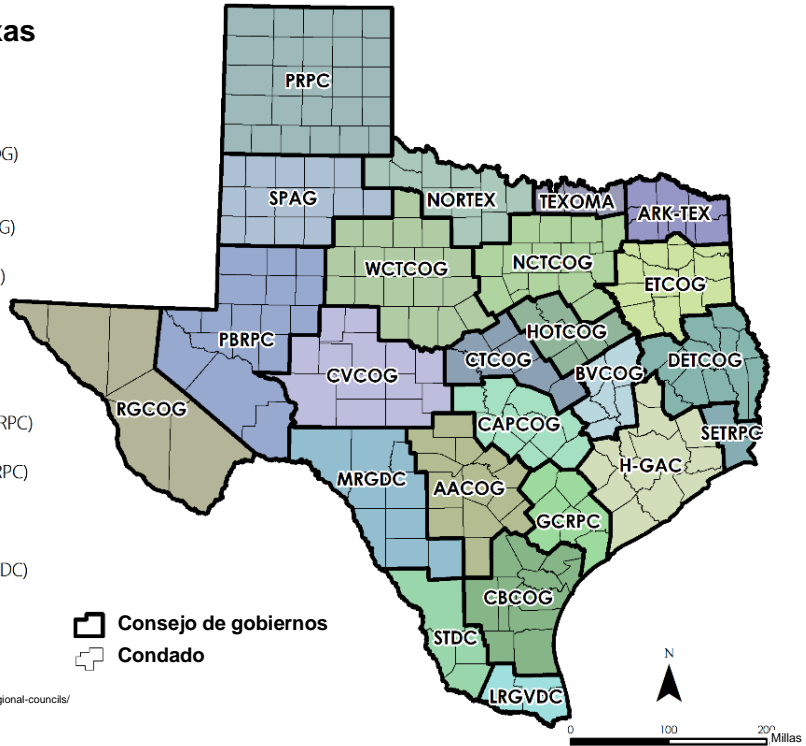 xas
OG)
G)
)
RPC)
RPC)
DC)
PRPC
SPAG
NORTEX
TEXOMA
ARK-TEX
WCTCOG
NCTCOG
ETCOG
PBRPC
HOTCOG
CTCOG
BVCOG
DETCOG
CVCOG
RGCOG
CAPCOG
SETRPC
H-GAC
MRGDC
AACOG
GCRPC
CBCOG
STDC
LRGVDC
Consejo de gobiernos
Condado
gional-councils/
N
0 100 200
Millas